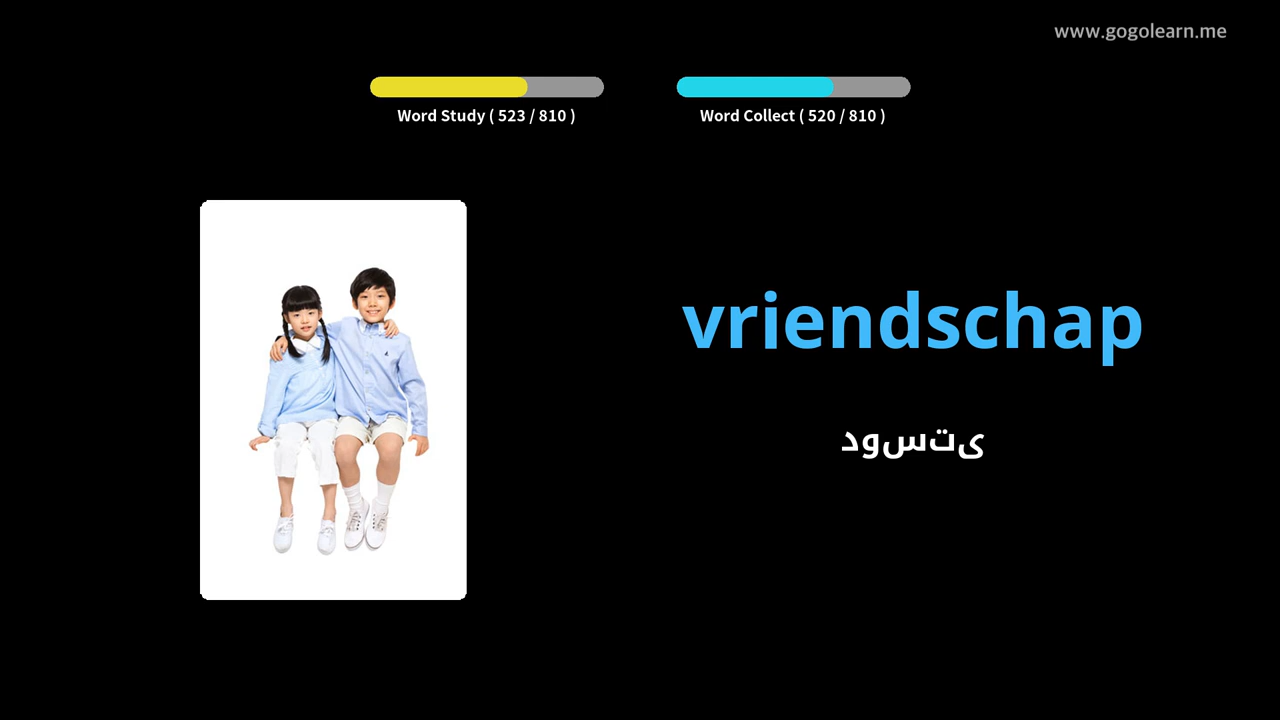 www.gogolearn.me
Word Study ( 523 / 810 )
Word Collect ( 520 / 810 )
vriendschap
دوستی